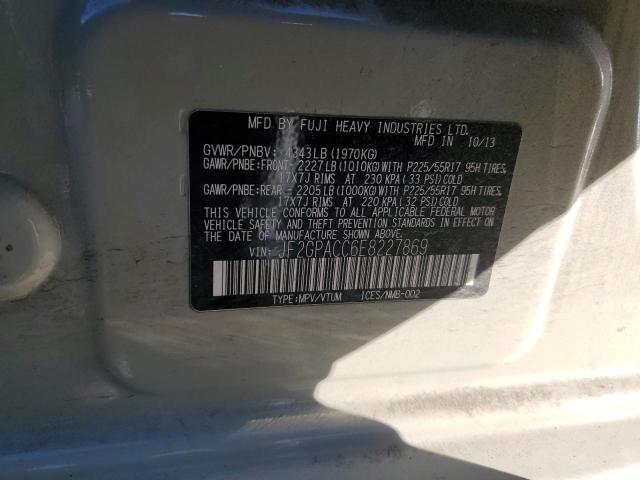 MFD BY FUJI HEAVY INDUSTRIES LTD.
MFD IN 10/13
GVWR/PNBV: 4343LB(1970KG)
GAWR/PNBE:FRONT- 2227LB(1010KG)WITH P225/55R17 95H TIRES,
17X7J RIMS AT 230 KPA(33 PSI)COLD
GAWR/PNBE:REAR - 2205LB(1000KG)WITH P225/55R17 95H TIRES,
17X7J RIMS AT 220 KPA(32 PSI)COLD
THIS VEHICLE CONFORMS TO ALL APPLICABLE FEDERAL MOTOR
VEHICLE SAFETY AND THEFT PREVENTION STANDARDS IN EFFECT
ON THE DATE OF MANUFACTURE SHOWN ABOVE.
VIN: JF2GPACC6E8227869
TYPE:MPV/VTUM ICES/NMB-002